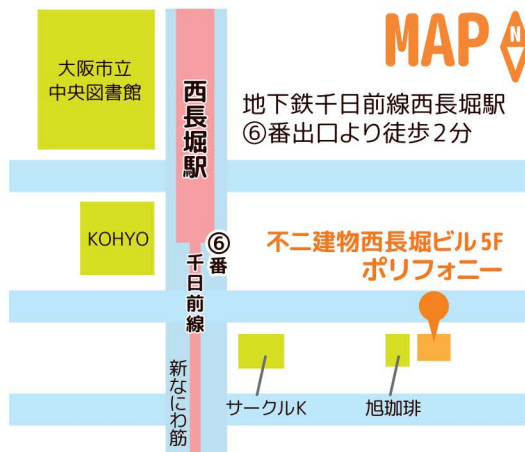 MAP
N
大阪市立
中央図書館
西長堀駅
地下鉄千日前線西長堀駅
⑥番出口より徒歩2分
KOHYO
⑥番
千日前線
不二建物西長堀ビル5F
ポリフォニー
新なにわ筋
サークルK
旭珈琲